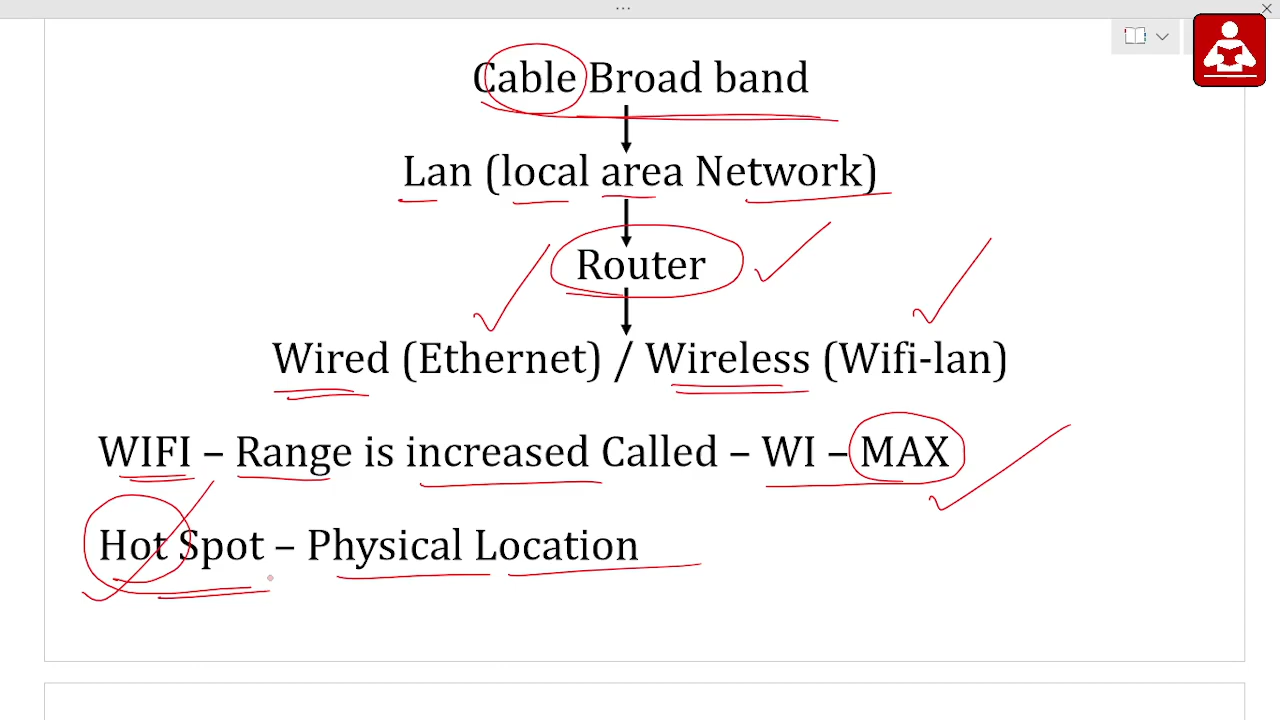 Cable Broad band
Lan (local area Network)
Router
Wired (Ethernet) / Wireless (Wifi-lan)
WIFI – Range is increased Called – WI – MAX
Hot Spot – Physical Location